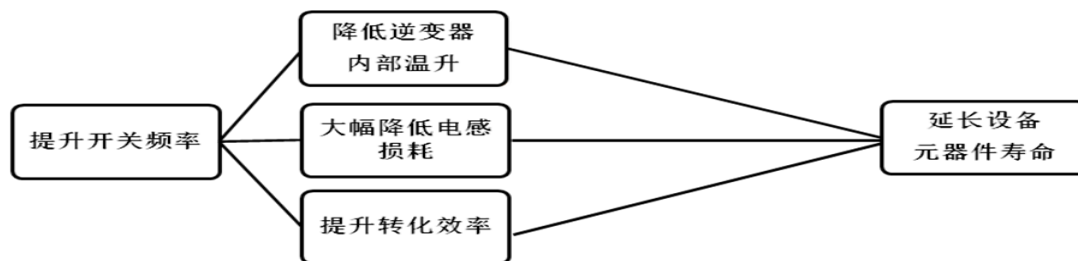 提升开关频率
降低逆变器
内部温升
大幅降低电感
损耗
提升转化效率
延长设备
元器件寿命